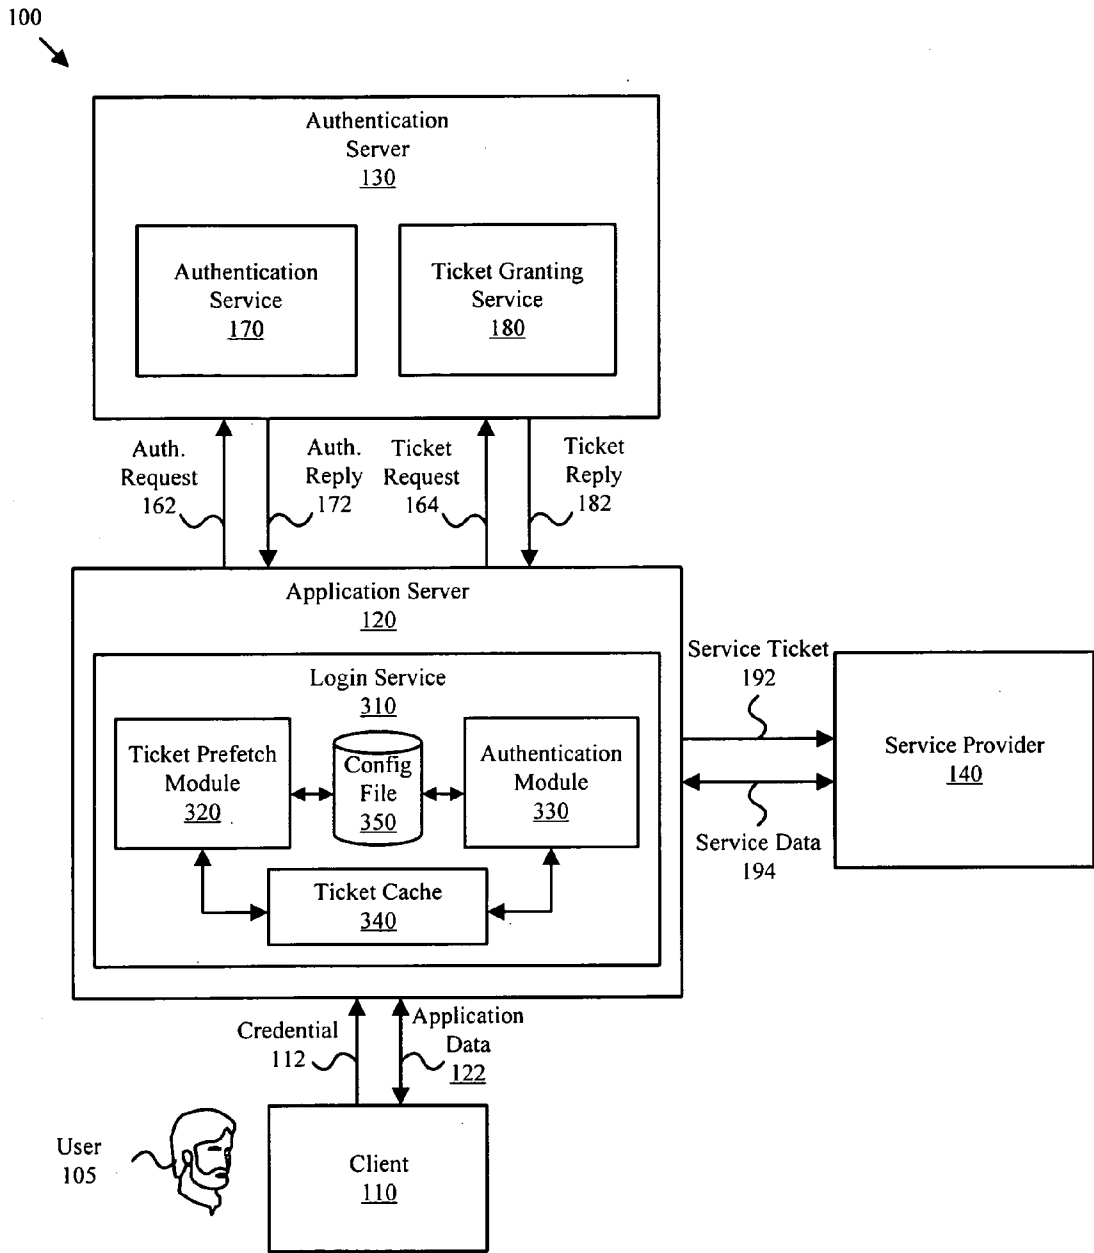 100
Authentication
Server
130
Authentication
Service
170
Ticket Granting
Service
180
Auth.
Request
162
Auth.
Reply
172
Ticket
Request
164
Ticket
Reply
182
Application Server
120
Login Service
310
Ticket Prefetch
Module
320
Config
File
350
Authentication
Module
330
Ticket Cache
340
Service Ticket
192
Service Data
194
Service Provider
140
Credential
112
Application
Data
122
User
105
Client
110